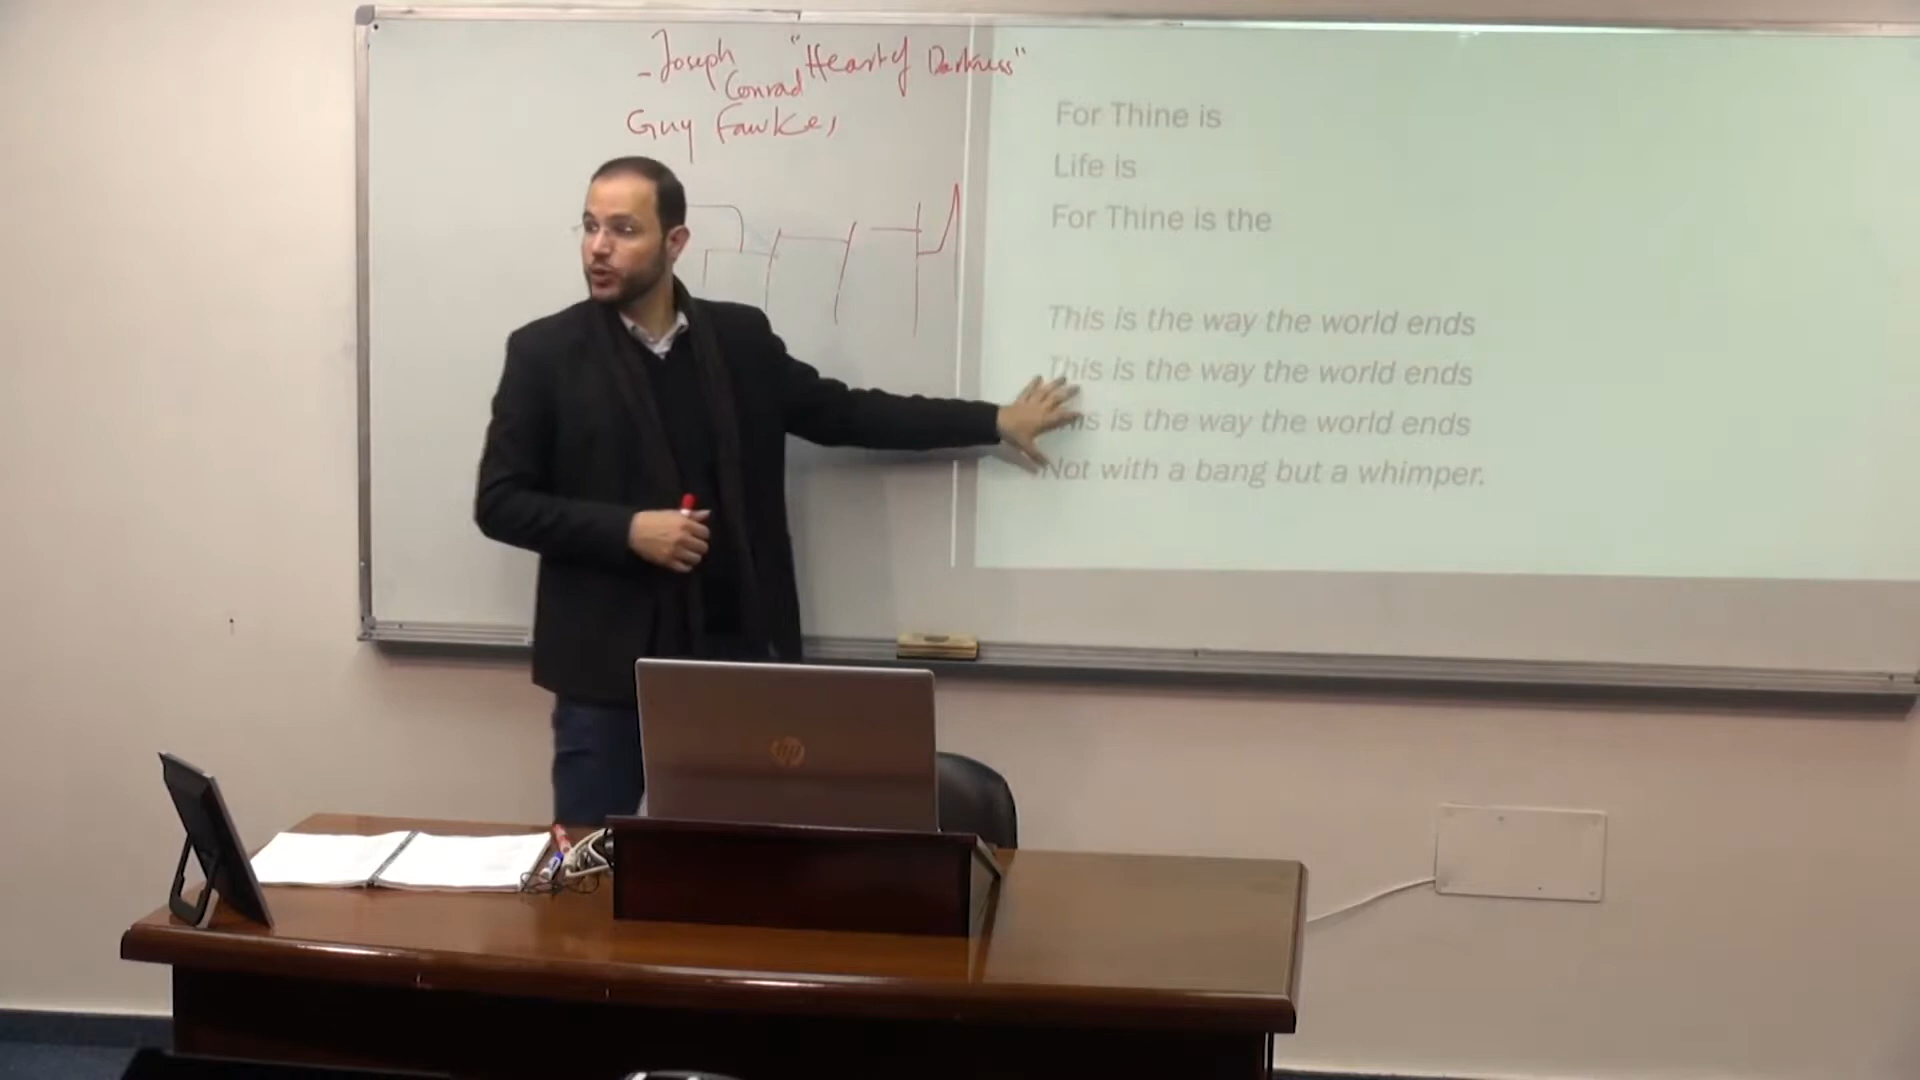 - Joseph "Heart of Darkness"
Conrad
Guy Fawkes
For Thine is
Life is
For Thine is the
This is the way the world ends
This is the way the world ends
This is the way the world ends
Not with a bang but a whimper.
hp